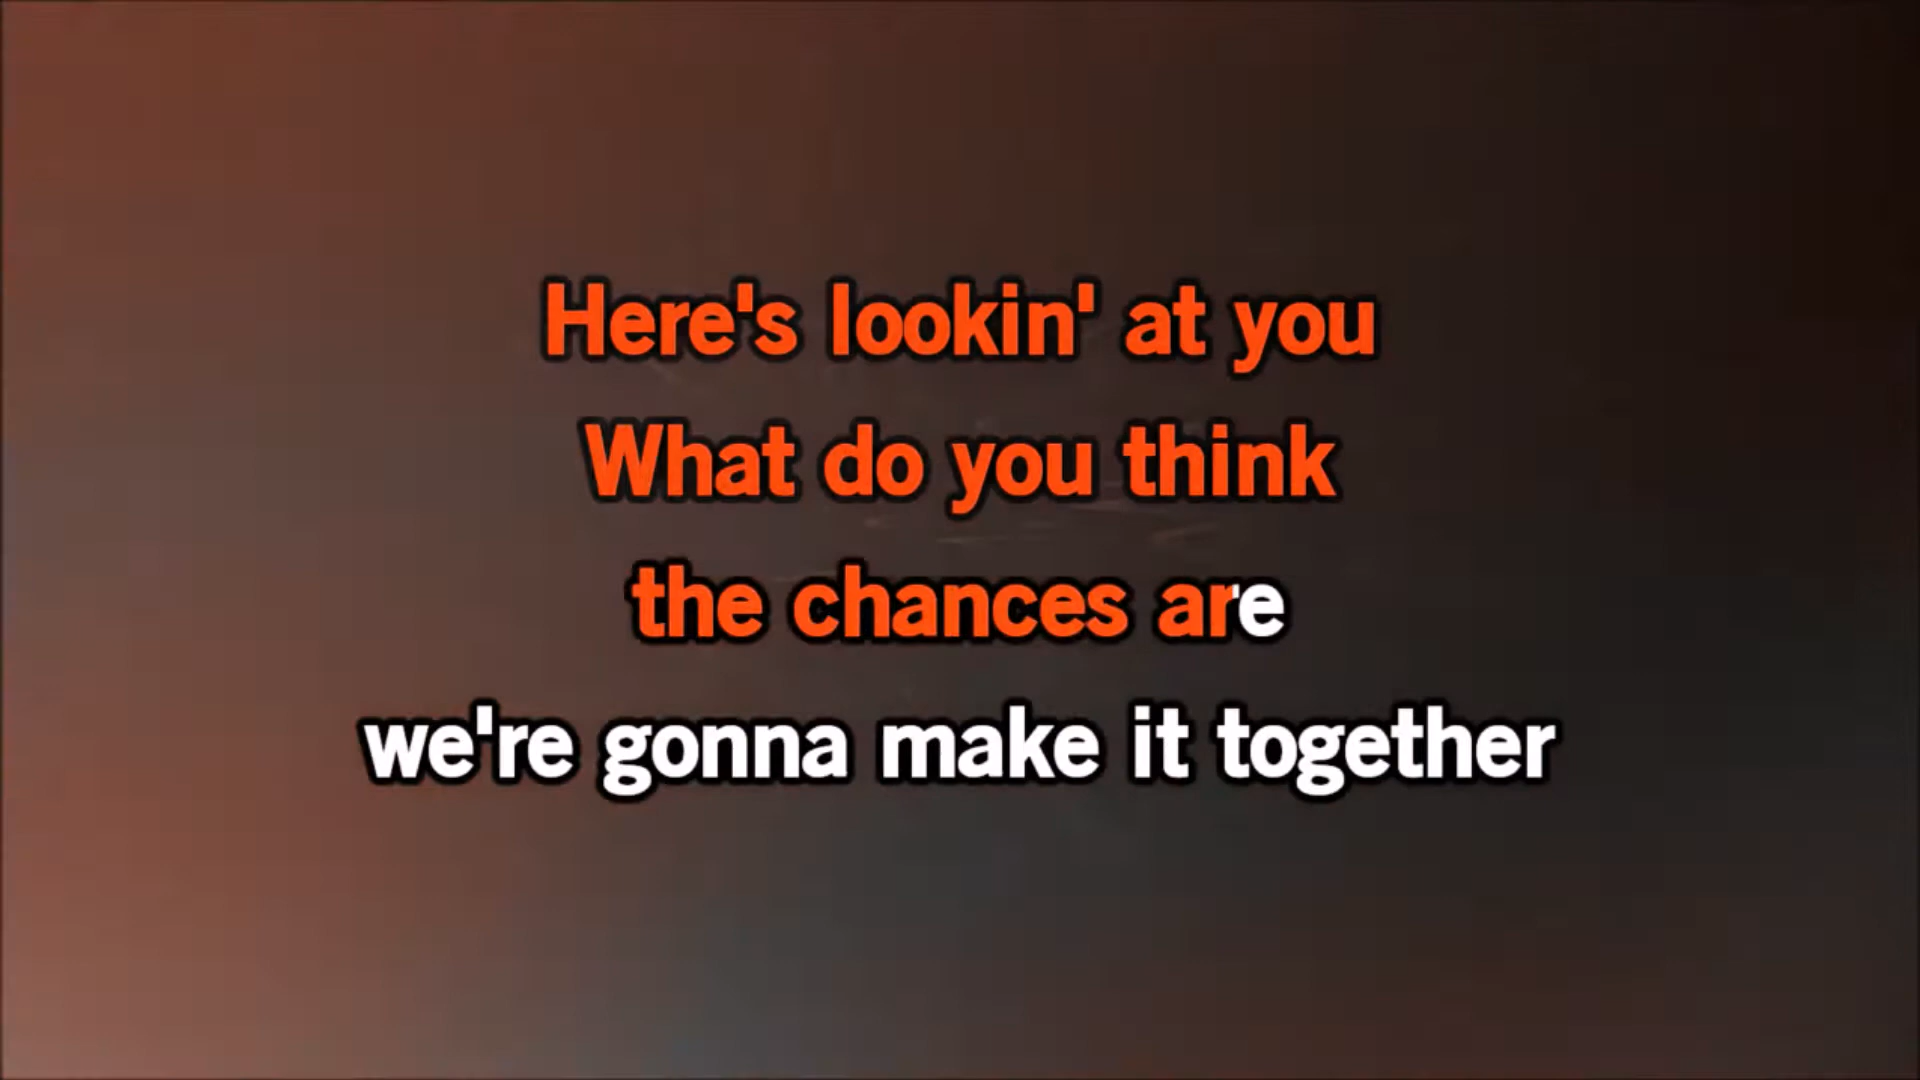 Here's lookin' at you
What do you think
the chances are
we're gonna make it together